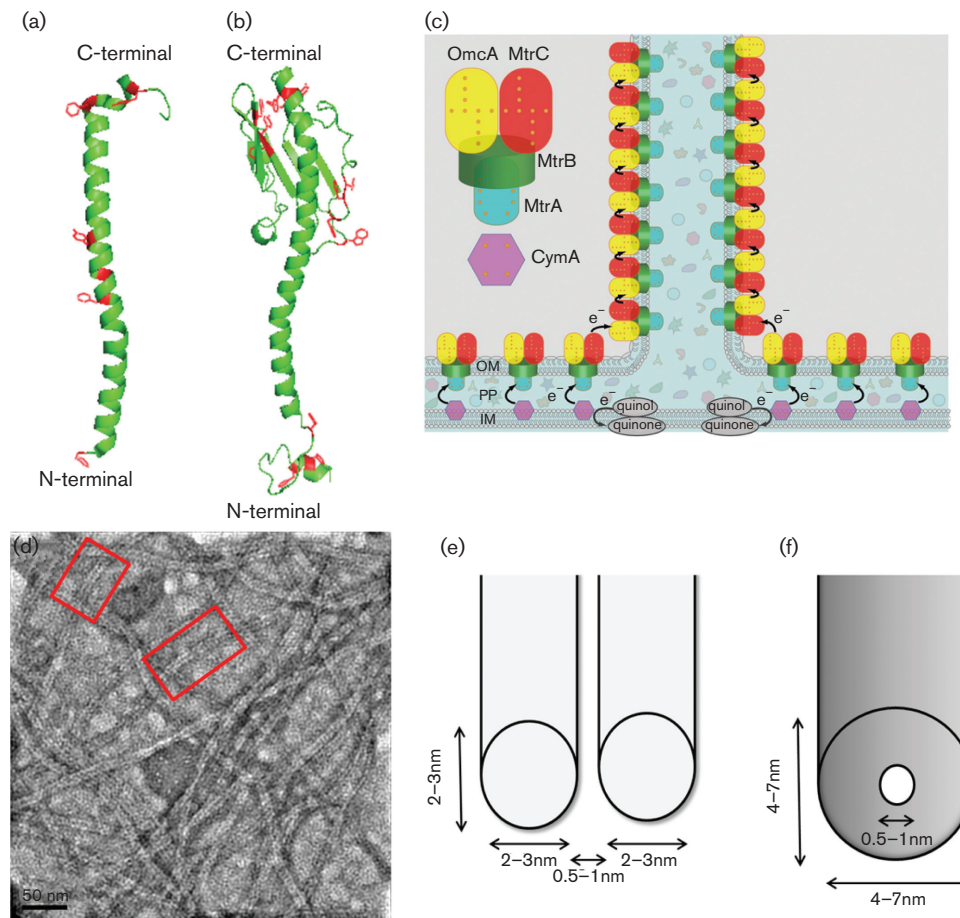 (a)
C-terminal
N-terminal
(b)
C-terminal
N-terminal
(c)
OmcA MtrC
MtrB
MtrA
CymA
e−
e−
OM
PP
IM
e−
e−
quinol
quinone
quinol
quinone
e−
e−
(d)
50 nm
(e)
2–3nm
2–3nm
2–3nm
0.5–1nm
(f)
4–7nm
0.5–1nm
4–7nm